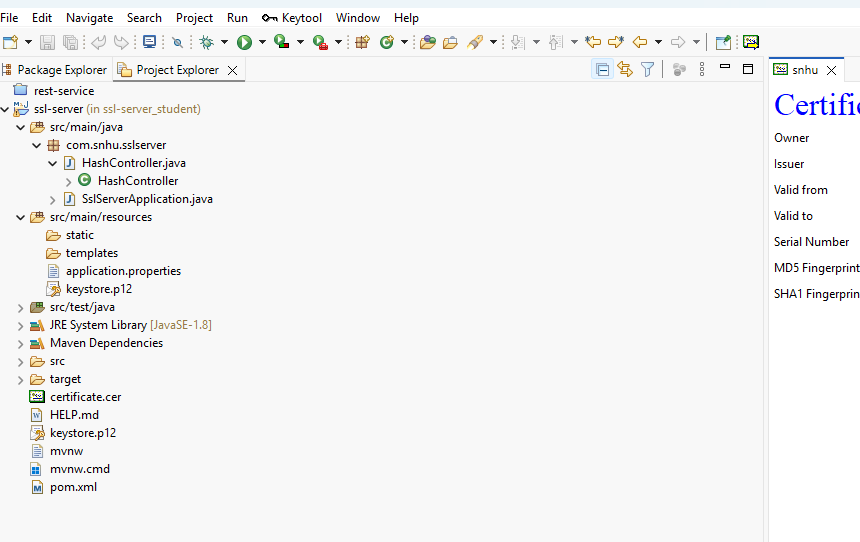 File Edit Navigate Search Project Run Keytool Window Help
Package Explorer Project Explorer
rest-service
ssl-server (in ssl-server_student)
src/main/java
com.snhu.sslserver
HashController.java
HashController
SslServerApplication.java
src/main/resources
static
templates
application.properties
keystore.p12
src/test/java
JRE System Library [JavaSE-1.8]
Maven Dependencies
src
target
certificate.cer
HELP.md
keystore.p12
mvnw
mvnw.cmd
pom.xml
snhu
Certific
Owner
Issuer
Valid from
Valid to
Serial Number
MD5 Fingerprint
SHA1 Fingerprin